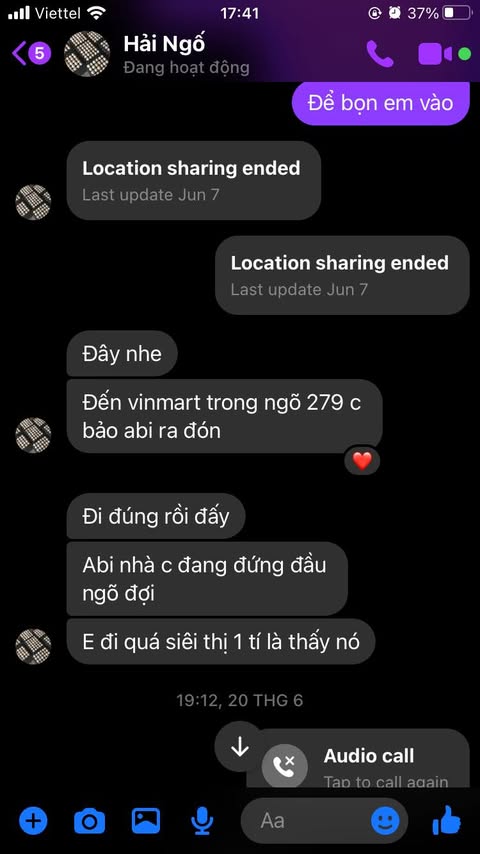 Viettel 17:41 37%
5 Hải Ngố
Đang hoạt động
Để bọn em vào
Location sharing ended
Last update Jun 7
Location sharing ended
Last update Jun 7
Đây nhe
Đến vinmart trong ngõ 279 c
bảo abi ra đón
Đi đúng rồi đấy
Abi nhà c đang đứng đầu
ngõ đợi
E đi quá siêi thị 1 tí là thấy nó
19:12, 20 THG 6
Audio call
Tap to call again
Aa